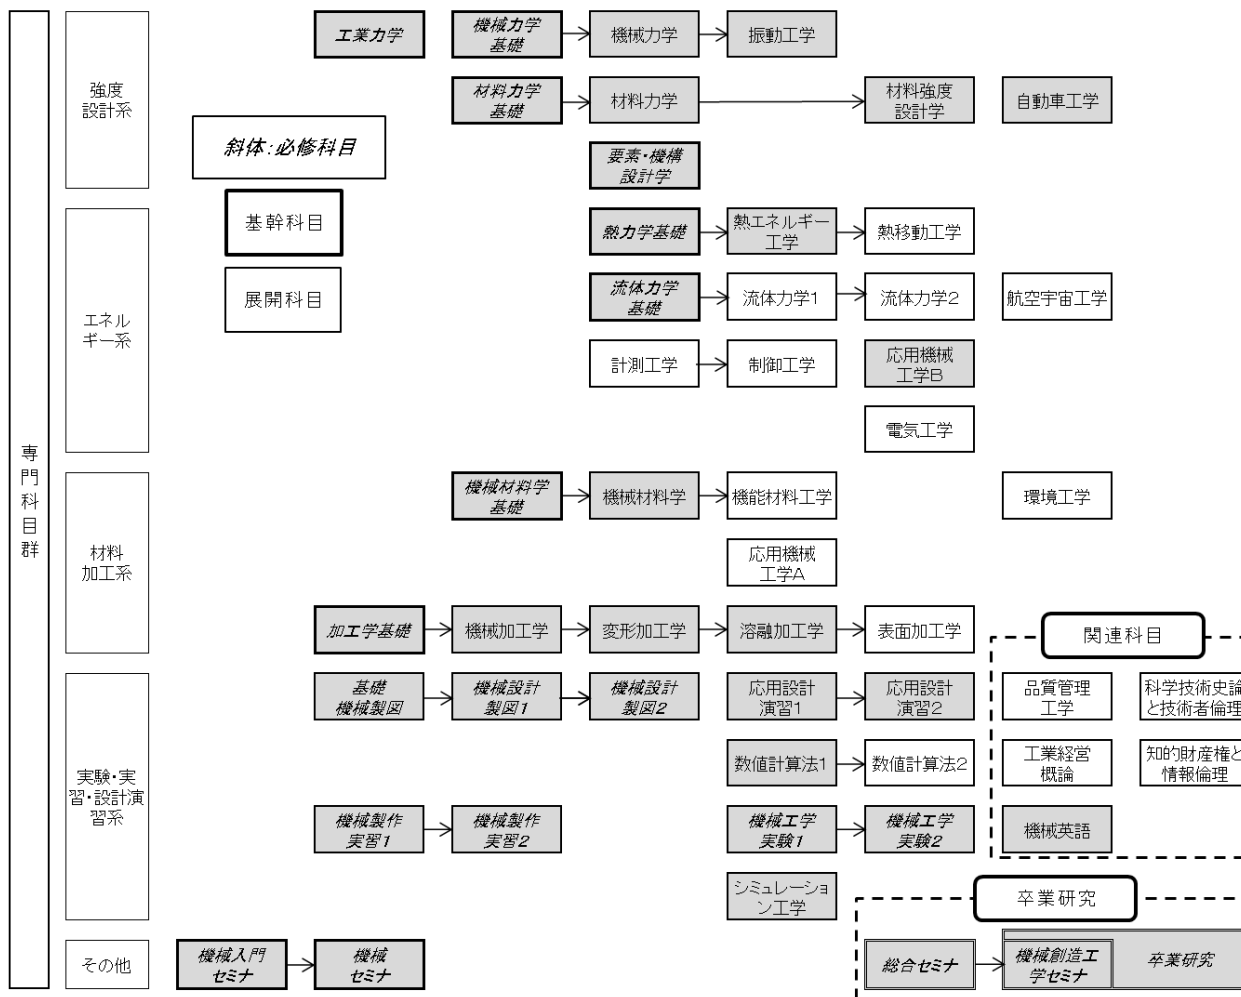 専
門
科
目
群
強度
設計系
エネル
ギー系
材料
加工系
実験・実
習・設計演
習系
その他
斜体：必修科目
基幹科目
展開科目
工業力学
機械力学
基礎
機械力学
振動工学
材料力学
基礎
材料力学
材料強度
設計学
自動車工学
要素・機構
設計学
熱力学基礎
熱エネルギー
工学
熱移動工学
流体力学
基礎
流体力学1
流体力学2
航空宇宙工学
計測工学
制御工学
応用機械
工学B
電気工学
機械材料学
基礎
機械材料学
機能材料工学
環境工学
応用機械
工学A
加工学基礎
機械加工学
変形加工学
溶融加工学
表面加工学
関連科目
基礎
機械製図
機械設計
製図1
機械設計
製図2
応用設計
演習1
応用設計
演習2
品質管理
工学
科学技術史論
と技術者倫理
数値計算法1
数値計算法2
工業経営
概論
知的財産権と
情報倫理
機械製作
実習1
機械製作
実習2
機械工学
実験1
機械工学
実験2
機械英語
シミュレーショ
ン工学
卒業研究
機械入門
セミナ
機械
セミナ
総合セミナ
機械創造工
学セミナ
卒業研究